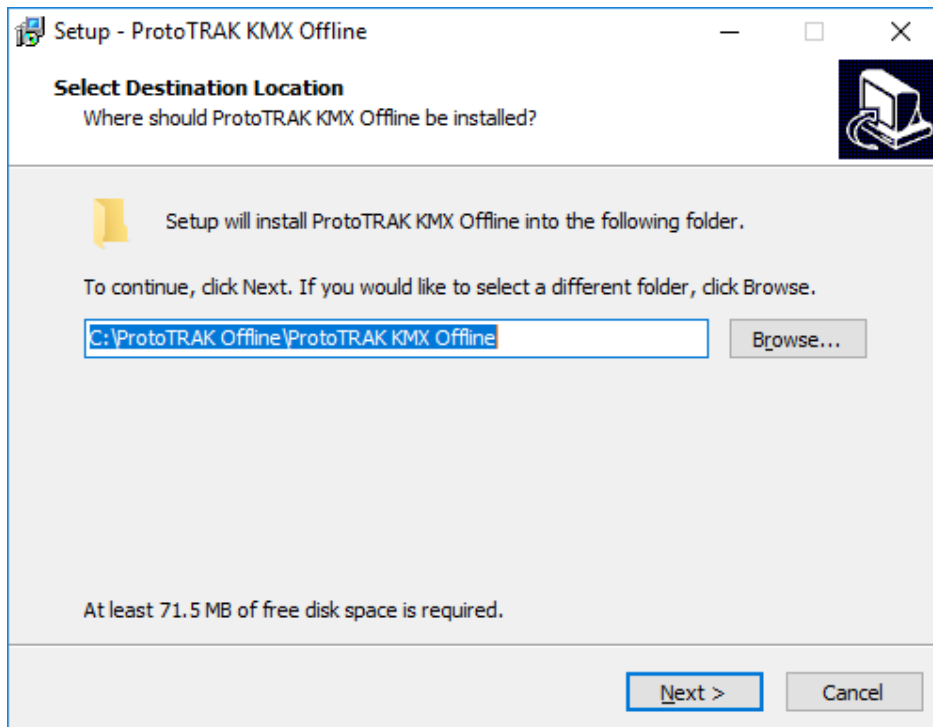 Setup - ProtoTRAK KMX Offline
Select Destination Location
Where should ProtoTRAK KMX Offline be installed?
Setup will install ProtoTRAK KMX Offline into the following folder.
To continue, click Next. If you would like to select a different folder, click Browse.
C:\ProtoTRAK Offline\ProtoTRAK KMX Offline
Browse...
At least 71.5 MB of free disk space is required.
Next >
Cancel